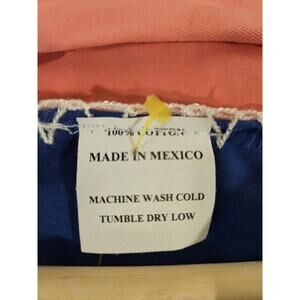 100% COTTON
MADE IN MEXICO
MACHINE WASH COLD
TUMBLE DRY LOW